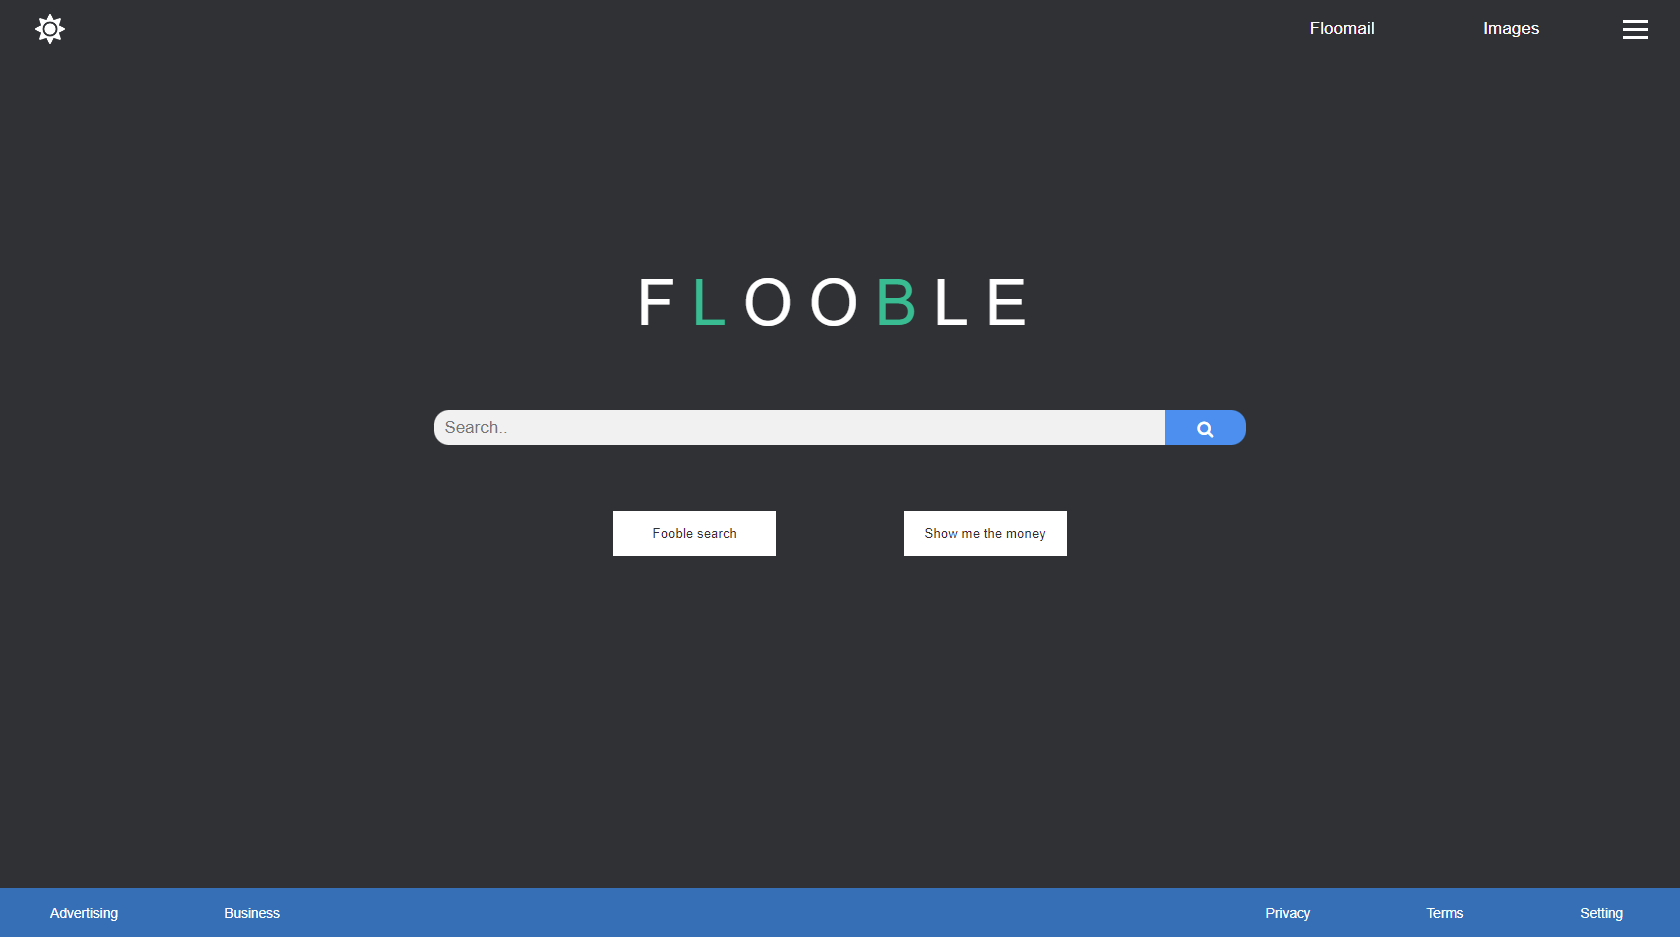 Floomail Images
FLOOBLE
Search..
Fooble search Show me the money
Advertising Business Privacy Terms Setting